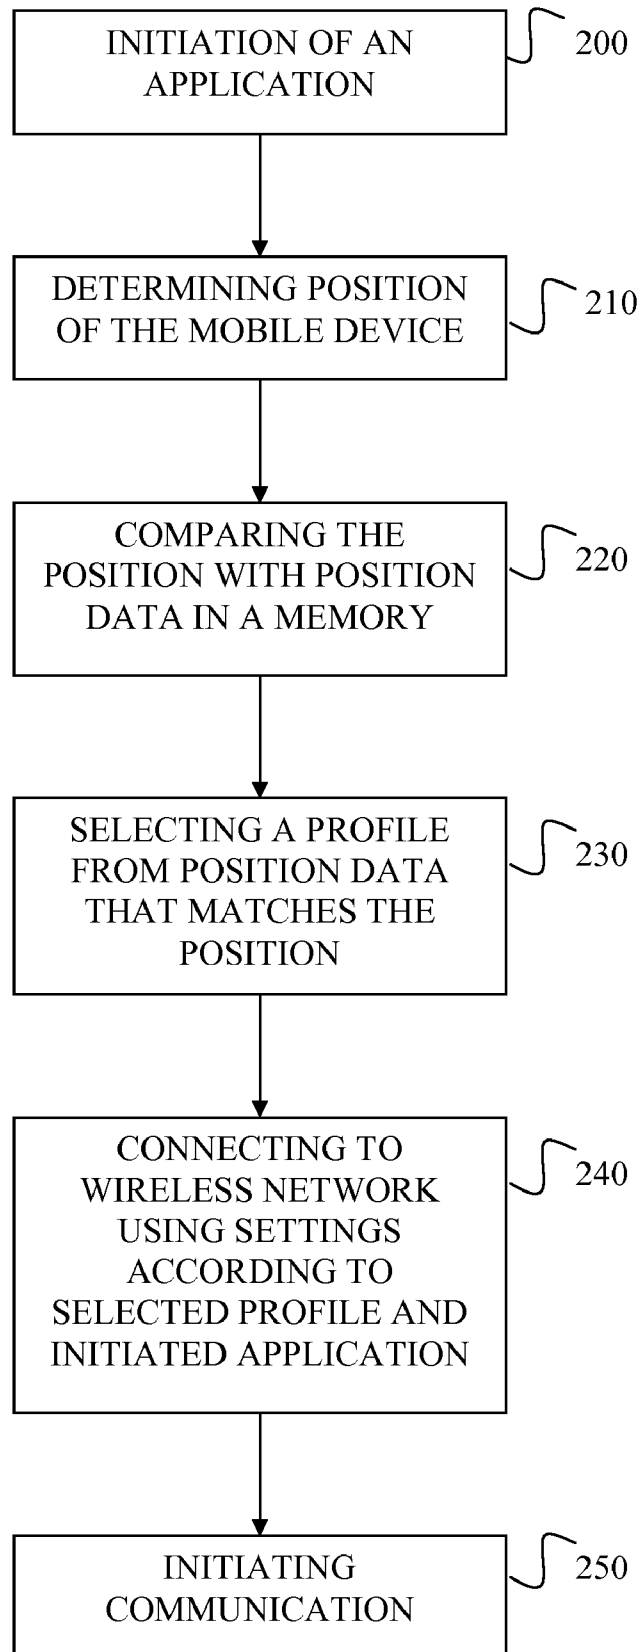 INITIATION OF AN
APPLICATION
200
DETERMINING POSITION
OF THE MOBILE DEVICE
210
COMPARING THE
POSITION WITH POSITION
DATA IN A MEMORY
220
SELECTING A PROFILE
FROM POSITION DATA
THAT MATCHES THE
POSITION
230
CONNECTING TO
WIRELESS NETWORK
USING SETTINGS
ACCORDING TO
SELECTED PROFILE AND
INITIATED APPLICATION
240
INITIATING
COMMUNICATION
250